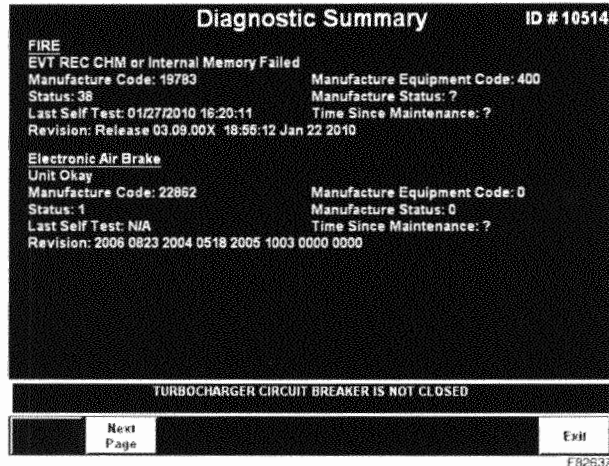 Diagnostic Summary ID # 10514
FIRE
EVT REC CHM or Internal Memory Failed
Manufacture Code: 19783 Manufacture Equipment Code: 400
Status: 38 Manufacture Status: ?
Last Self Test: 01/27/2010 16:20:11 Time Since Maintenance: ?
Revision: Release 03.09.00X 18:55:12 Jan 22 2010
Electronic Air Brake
Unit Okay
Manufacture Code: 22862 Manufacture Equipment Code: 0
Status: 1 Manufacture Status: 0
Last Self Test: N/A Time Since Maintenance: ?
Revision: 2006 0823 2004 0518 2005 1003 0000 0000
TURBOCHARGER CIRCUIT BREAKER IS NOT CLOSED
Next
Page
Exit